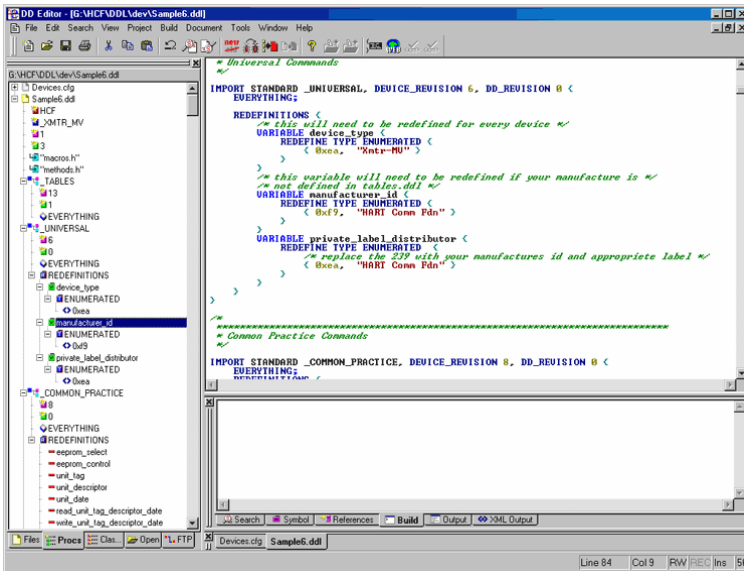 DD Editor - [G:\HCF\DDL\dev\Sample6.ddl]
File Edit Search View Project Build Document Tools Window Help
G:\HCF\DDL\dev\Sample6.ddl
Devices.cfg
Sample6.ddl
HCF
_XMTR_MV
1
3
"macros.h"
"methods.h"
_TABLES
13
1
EVERYTHING
_UNIVERSAL
6
0
EVERYTHING
REDEFINITIONS
device_type
ENUMERATED
0xea
manufacturer_id
ENUMERATED
0xf9
private_label_distributor
ENUMERATED
0xea
_COMMON_PRACTICE
8
0
EVERYTHING
REDEFINITIONS
eeprom_select
eeprom_control
unit_tag
unit_descriptor
unit_date
read_unit_tag_descriptor_date
write_unit_tag_descriptor_date
Files Procs Clas... Open FTP
* Universal Commmands
*/
IMPORT STANDARD _UNIVERSAL, DEVICE_REVISION 6, DD_REVISION 0 {
EVERYTHING;
REDEFINITIONS {
/* this will need to be redefined for every device */
VARIABLE device_type {
REDEFINE TYPE ENUMERATED {
{ 0xea, "Xmtr-MV" }
}
}
/* this variable will need to be redefined if your manufacture is */
/* not defined in tables.ddl */
VARIABLE manufacturer_id {
REDEFINE TYPE ENUMERATED {
{ 0xf9, "HART Comm Fdn" }
}
}
VARIABLE private_label_distributor {
REDEFINE TYPE ENUMERATED {
/* replace the 239 with your manufactures id and appropriete label */
{ 0xea, "HART Comm Fdn" }
}
}
}
}
/*
* Common Practice Commands
*/
IMPORT STANDARD _COMMON_PRACTICE, DEVICE_REVISION 8, DD_REVISION 0 {
EVERYTHING;
REDEFINITIONS {
Search Symbol References Build Output XML Output
Devices.cfg Sample6.ddl
Line 84 Col 9 RW REC Ins